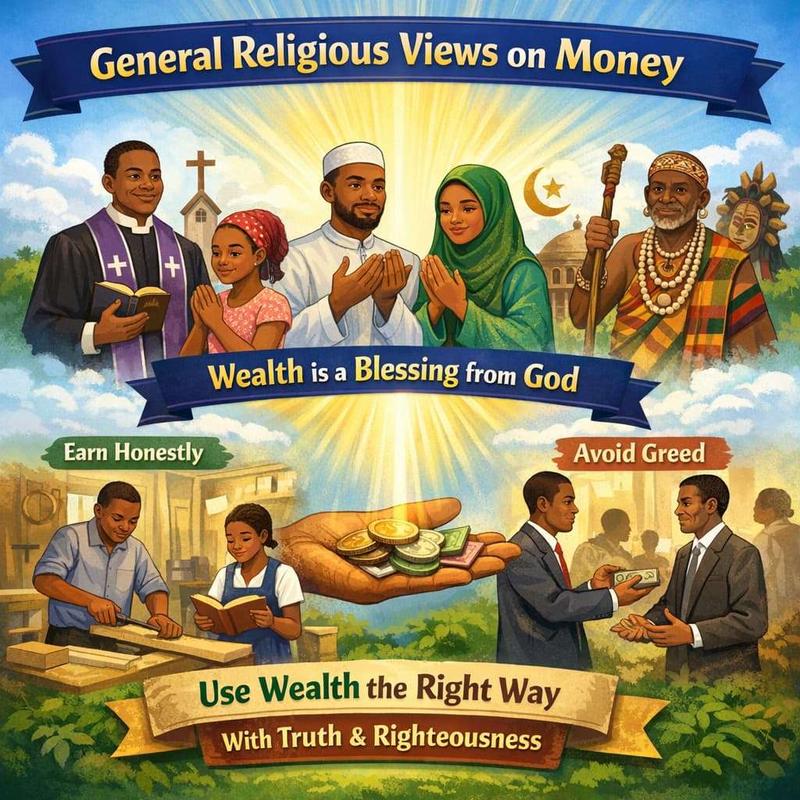 General Religious Views on Money
Wealth is a Blessing from God
Earn Honestly
Avoid Greed
Use Wealth the Right Way
With Truth & Righteousness